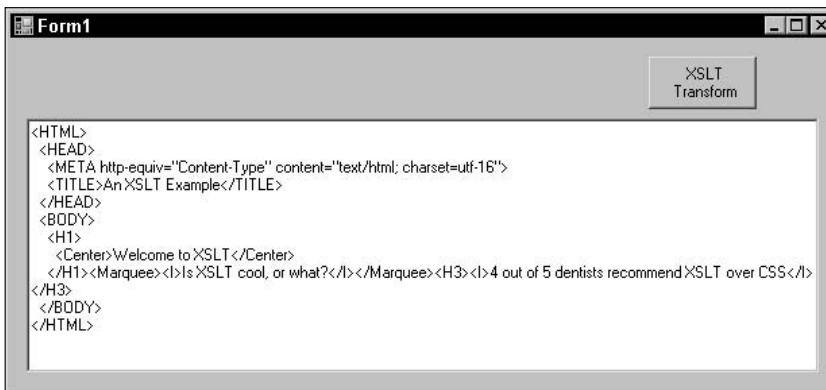 Form1
XSLT
Transform
<HTML>
<HEAD>
<META http-equiv="Content-Type" content="text/html; charset=utf-16">
<TITLE>An XSLT Example</TITLE>
</HEAD>
<BODY>
<H1>
<Center>Welcome to XSLT</Center>
</H1><Marquee><I>Is XSLT cool, or what?</I></Marquee><H3><I>4 out of 5 dentists recommend XSLT over CSS</I>
</H3>
</BODY>
</HTML>